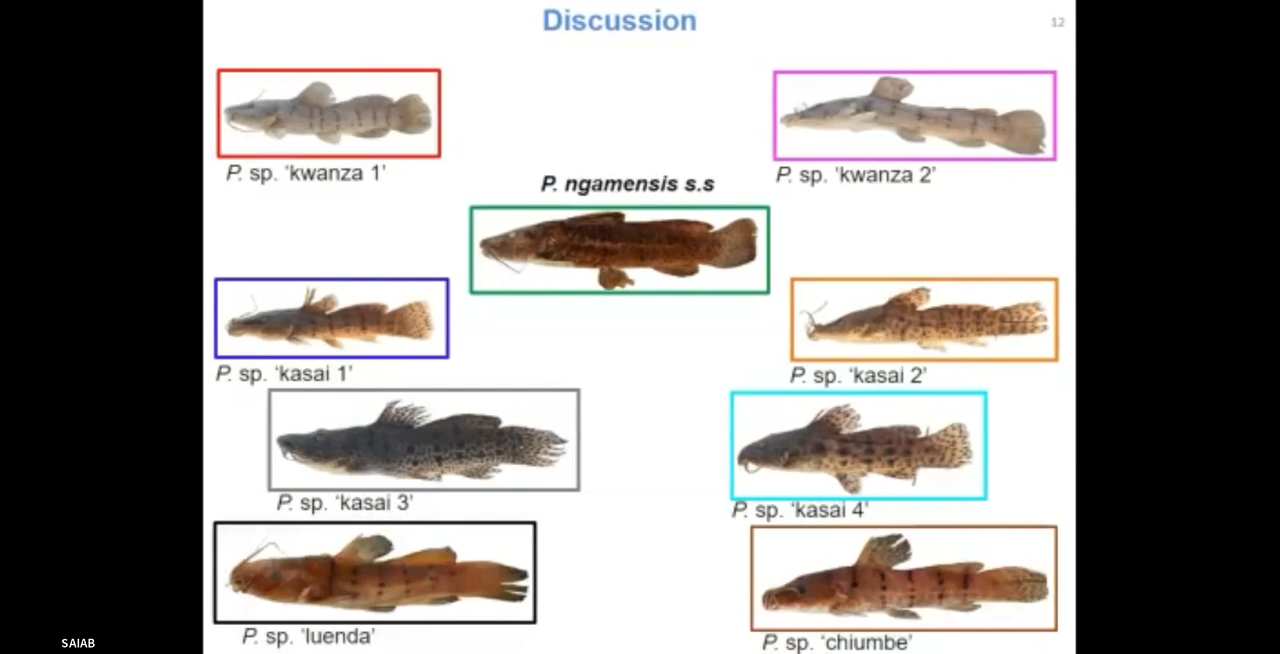 Discussion
12
P. sp. ‘kwanza 1’
P. sp. ‘kwanza 2’
P. ngamensis s.s
P. sp. ‘kasai 1’
P. sp. ‘kasai 2’
P. sp. ‘kasai 3’
P. sp. ‘kasai 4’
P. sp. ‘luenda’
P. sp. ‘chiumbe’
SAIAB